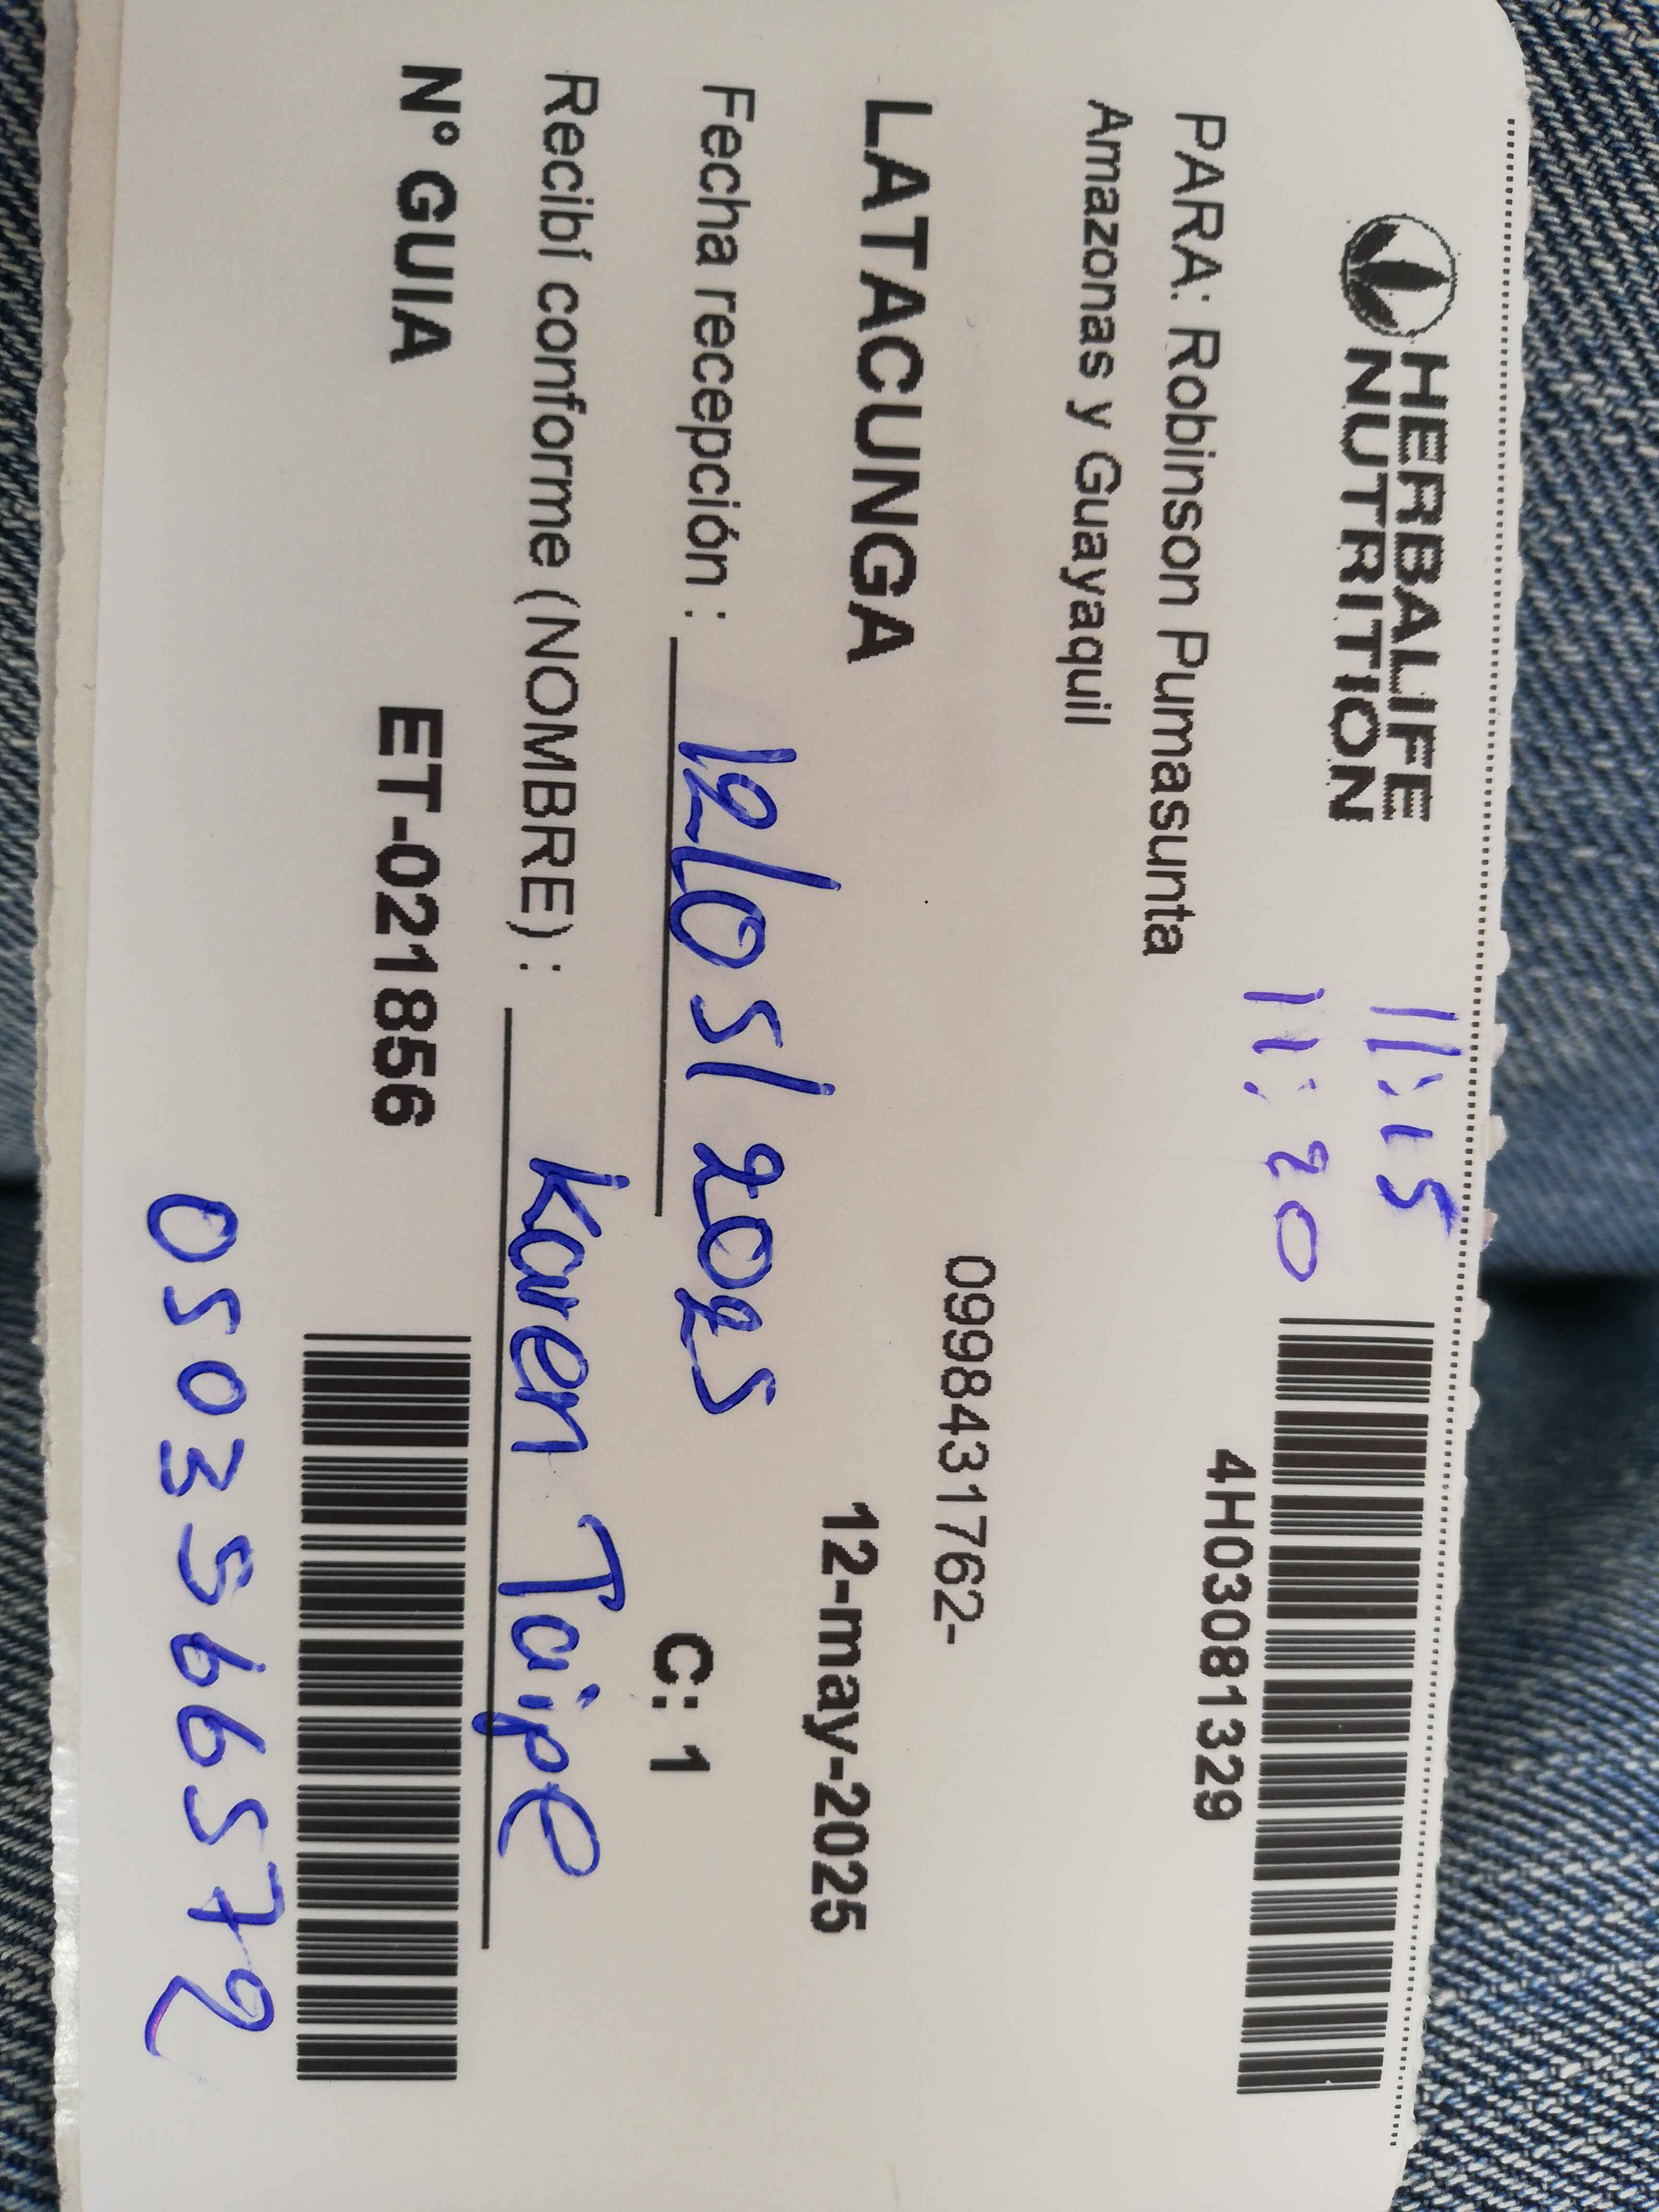 HERBALIFE
NUTRITION
11:15
11:20
4H03081329
PARA: Robinson Pumasunta
Amazonas y Guayaquil
0998431762-
LATACUNGA
12-may-2025
Fecha recepción : 12/05/2025
C: 1
Recibí conforme (NOMBRE) : Karen Taipe
N° GUIA ET-021856
0503566572